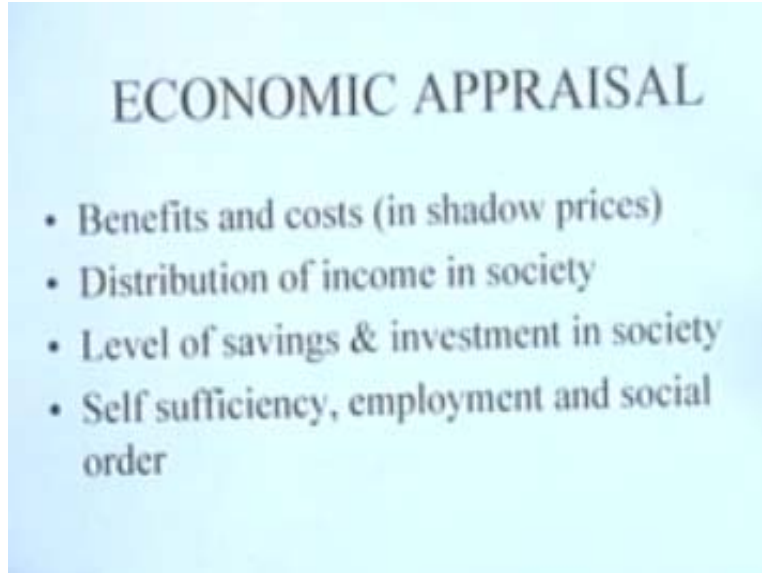 ECONOMIC APPRAISAL
• Benefits and costs (in shadow prices)
• Distribution of income in society
• Level of savings & investment in society
• Self sufficiency, employment and social
order